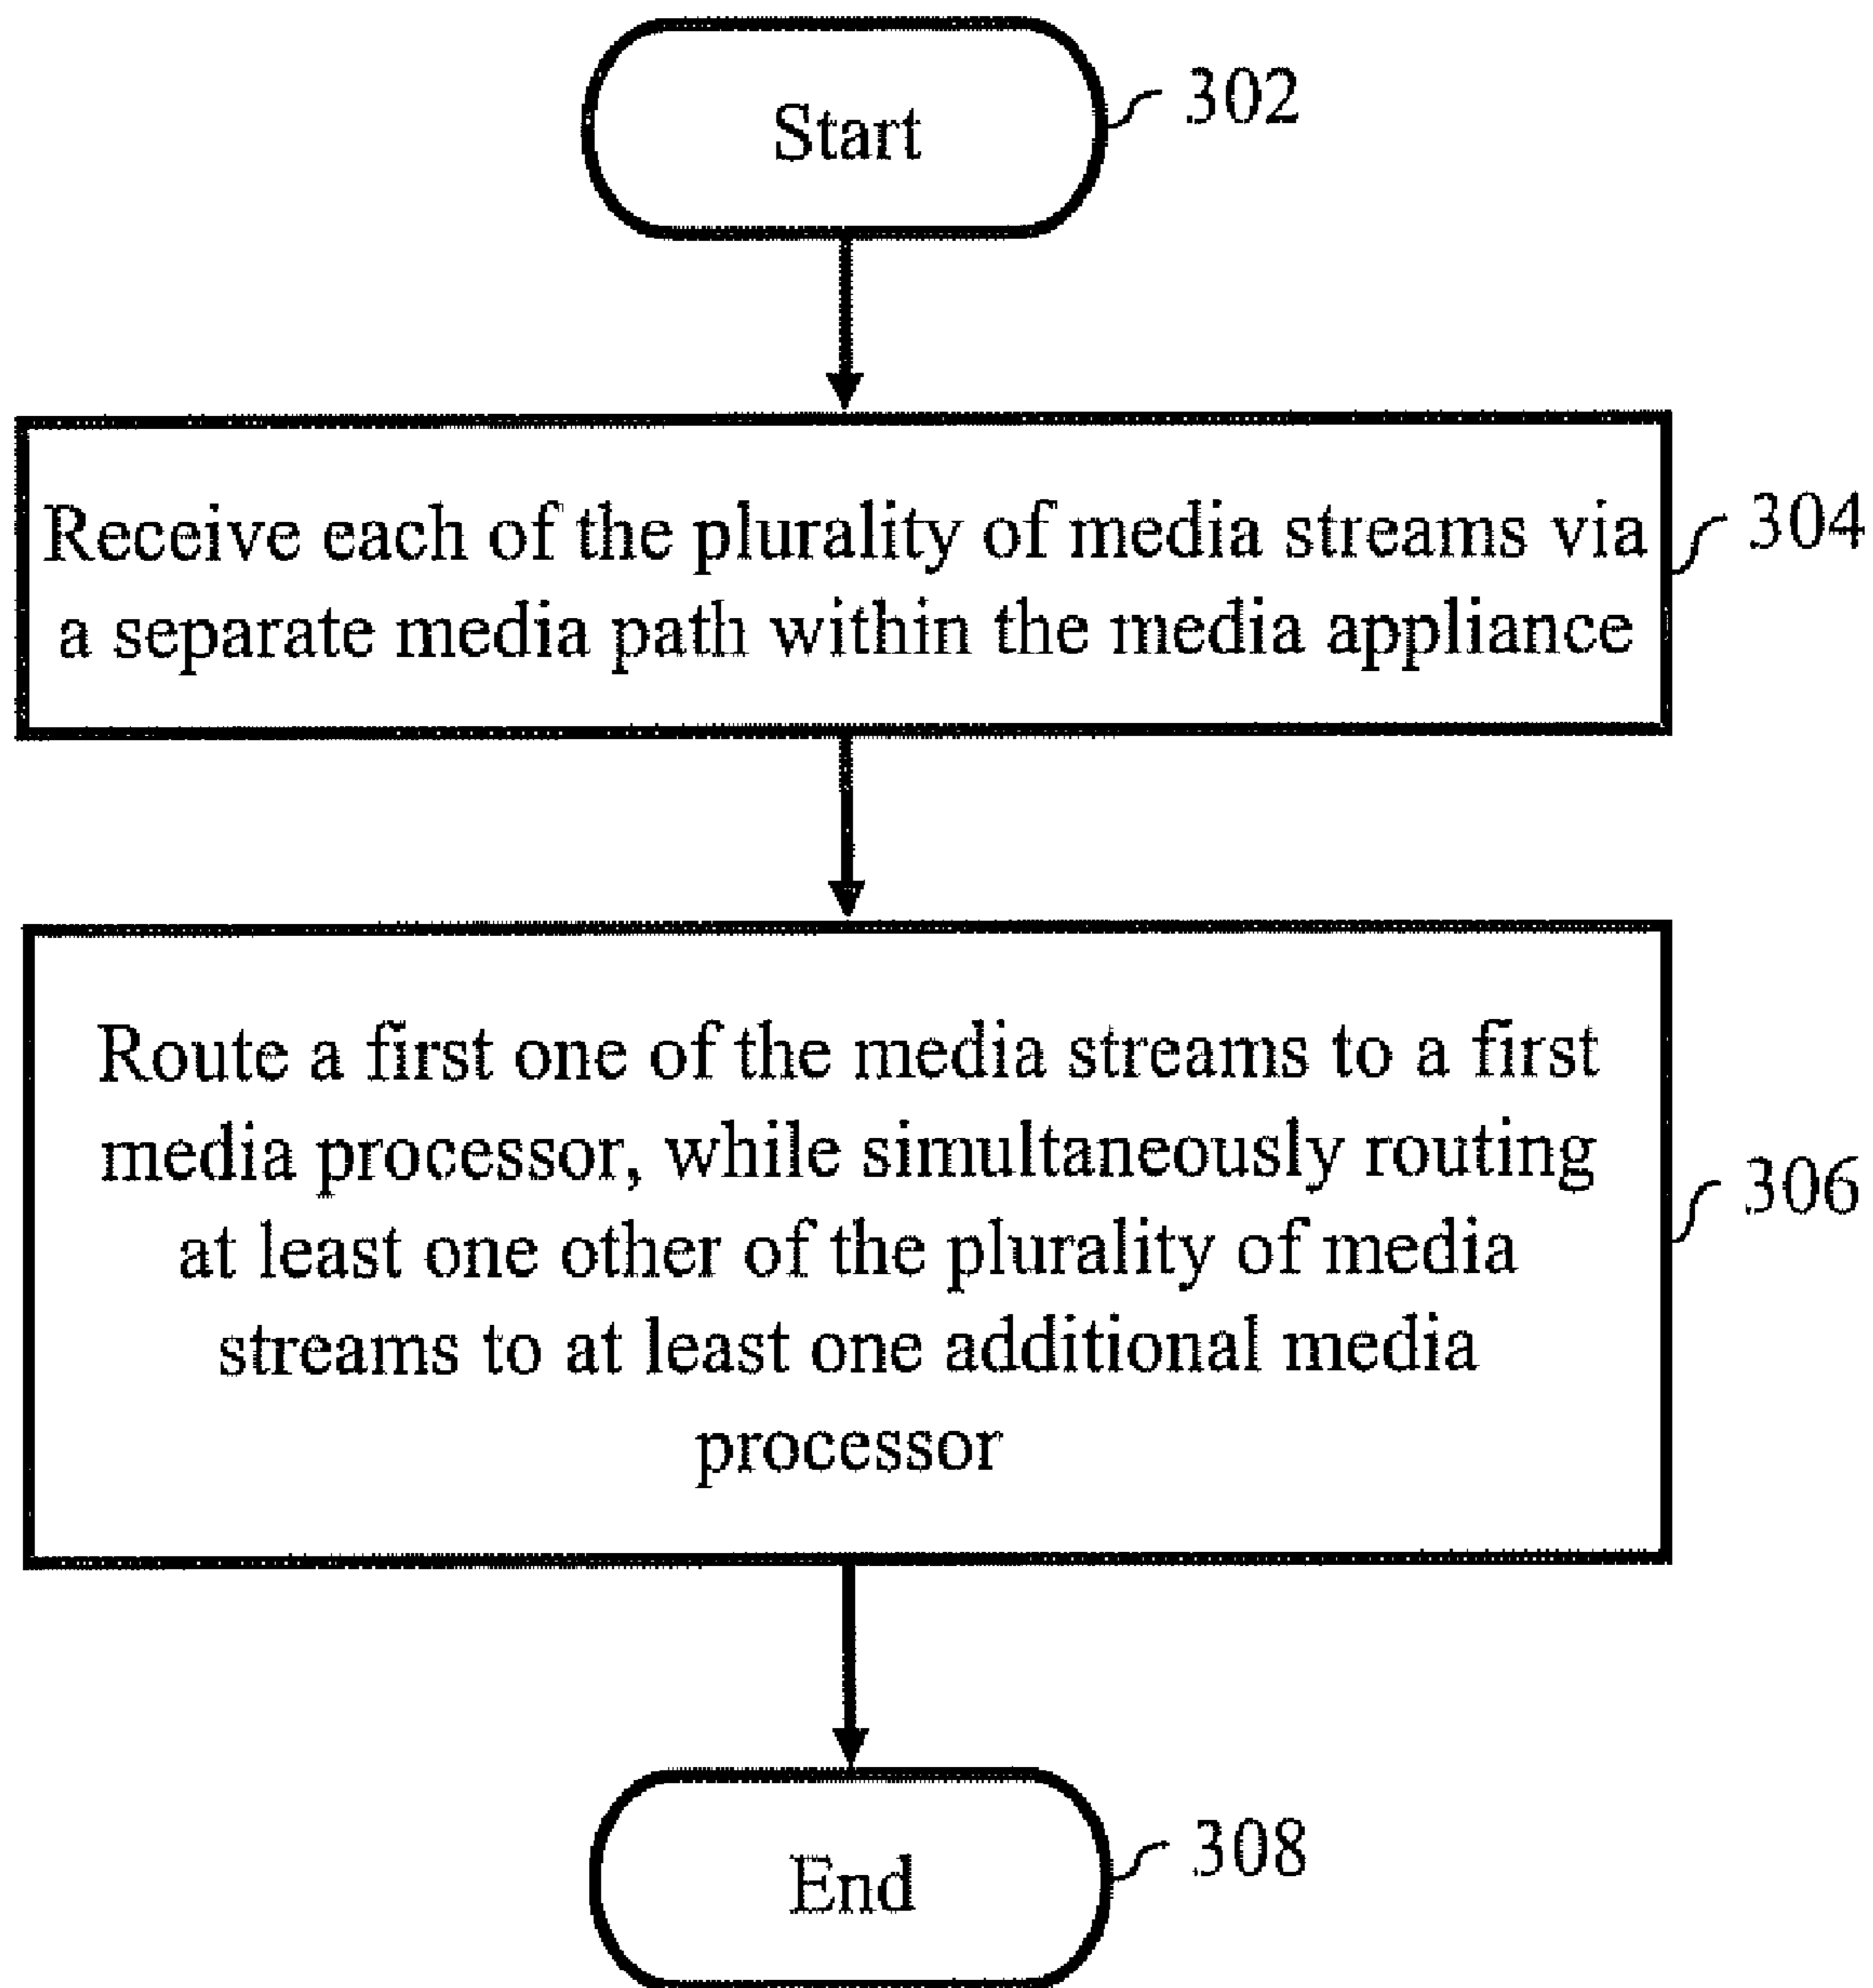 Start
302
Receive each of the plurality of media streams via
a separate media path within the media appliance
304
Route a first one of the media streams to a first
media processor, while simultaneously routing
at least one other of the plurality of media
streams to at least one additional media
processor
306
End
308